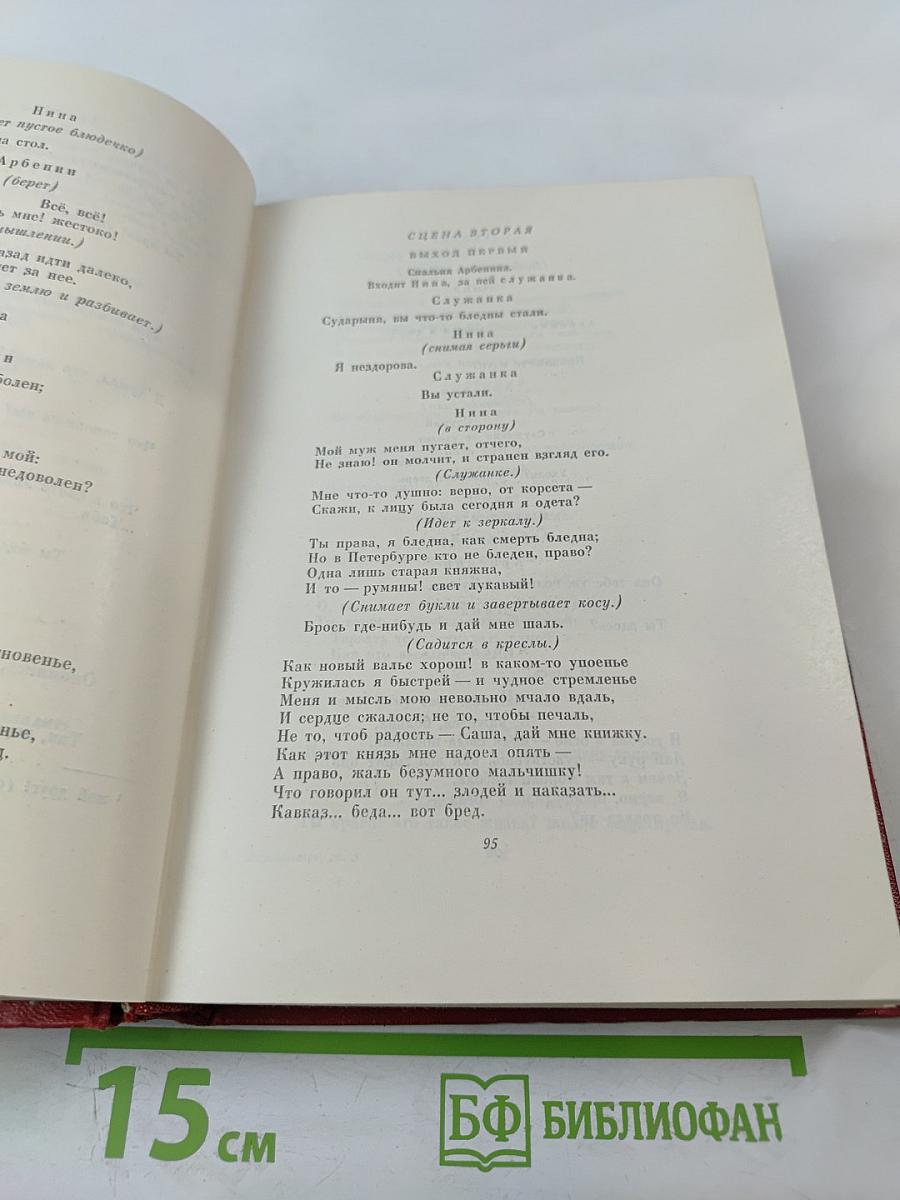 Нина
пустое блюдечко)
стол.
Арбенин
(берет)
Всё, всё!
мне! жестоко!
азад идти далеко,
ет за нее.
землю и разбивает.)
а
н
болен;
мой:
недоволен?
новенье,
нье,
СЦЕНА ВТОРАЯ
ВЫХОД ПЕРВЫЙ
Спальня Арбенина.
Входит Нина, за ней служанка.
Служанка
Сударыня, вы что-то бледны стали.
Нина
(снимая серьги)
Я нездорова.
Служанка
Вы устали.
Нина
(в сторону)
Мой муж меня пугает, отчего,
Не знаю! он молчит, и странен взгляд его.
(Служанке.)
Мне что-то душно: верно, от корсета —
Скажи, к лицу была сегодня я одета?
(Идет к зеркалу.)
Ты права, я бледна, как смерть бледна;
Но в Петербурге кто не бледен, право?
Одна лишь старая княжна,
И то — румяны! свет лукавый!
(Снимает букли и завертывает косу.)
Брось где-нибудь и дай мне шаль.
(Садится в креслы.)
Как новый вальс хорош! в каком-то упоенье
Кружилась я быстрей — и чудное стремленье
Меня и мысль мою невольно мчало вдаль,
И сердце сжалося; не то, чтобы печаль,
Не то, чтоб радость — Саша, дай мне книжку.
Как этот князь мне надоел опять —
А право, жаль безумного мальчишку!
Что говорил он тут... злодей и наказать...
Кавказ... беда... вот бред.
95
15 см
БФ БИБЛИОФАН